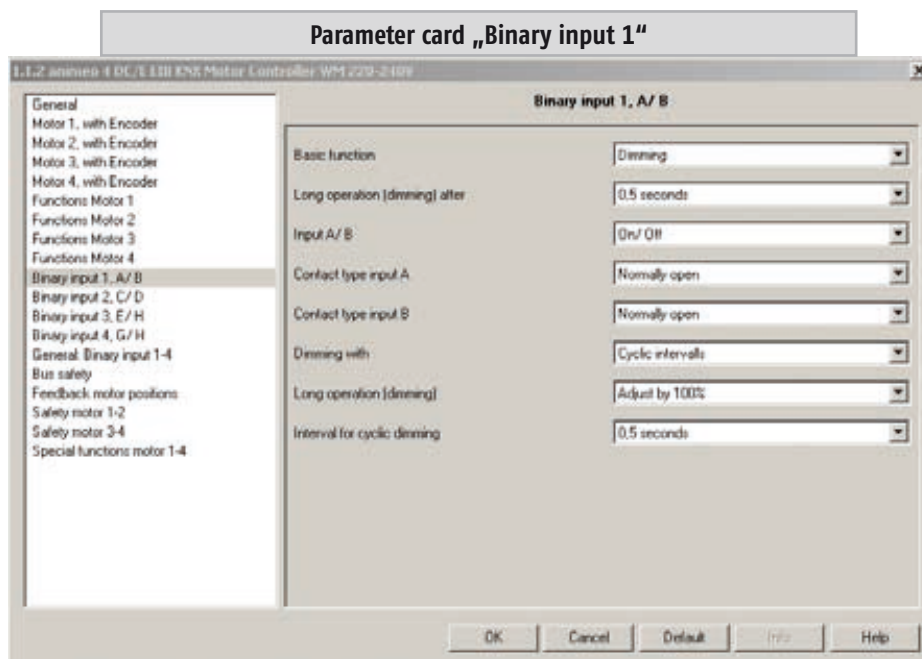 Parameter card „Binary input 1“
1.1.2 animeo 4 DC/E EIB KNX Motor Controller WM 220-240V
General
Motor 1, with Encoder
Motor 2, with Encoder
Motor 3, with Encoder
Motor 4, with Encoder
Functions Motor 1
Functions Motor 2
Functions Motor 3
Functions Motor 4
Binary input 1, A/ B
Binary input 2, C/ D
Binary input 3, E/ H
Binary input 4, G/ H
General: Binary input 1-4
Bus safety
Feedback motor positions
Safety motor 1-2
Safety motor 3-4
Special functions motor 1-4
Binary input 1, A/ B
Basic function Dimming
Long operation (dimming) after 0,5 seconds
Input A/ B On/ Off
Contact type input A Normally open
Contact type input B Normally open
Dimming with Cyclic intervalls
Long operation (dimming) Adjust by 100%
Interval for cyclic dimming 0,5 seconds
OK Cancel Default Info Help